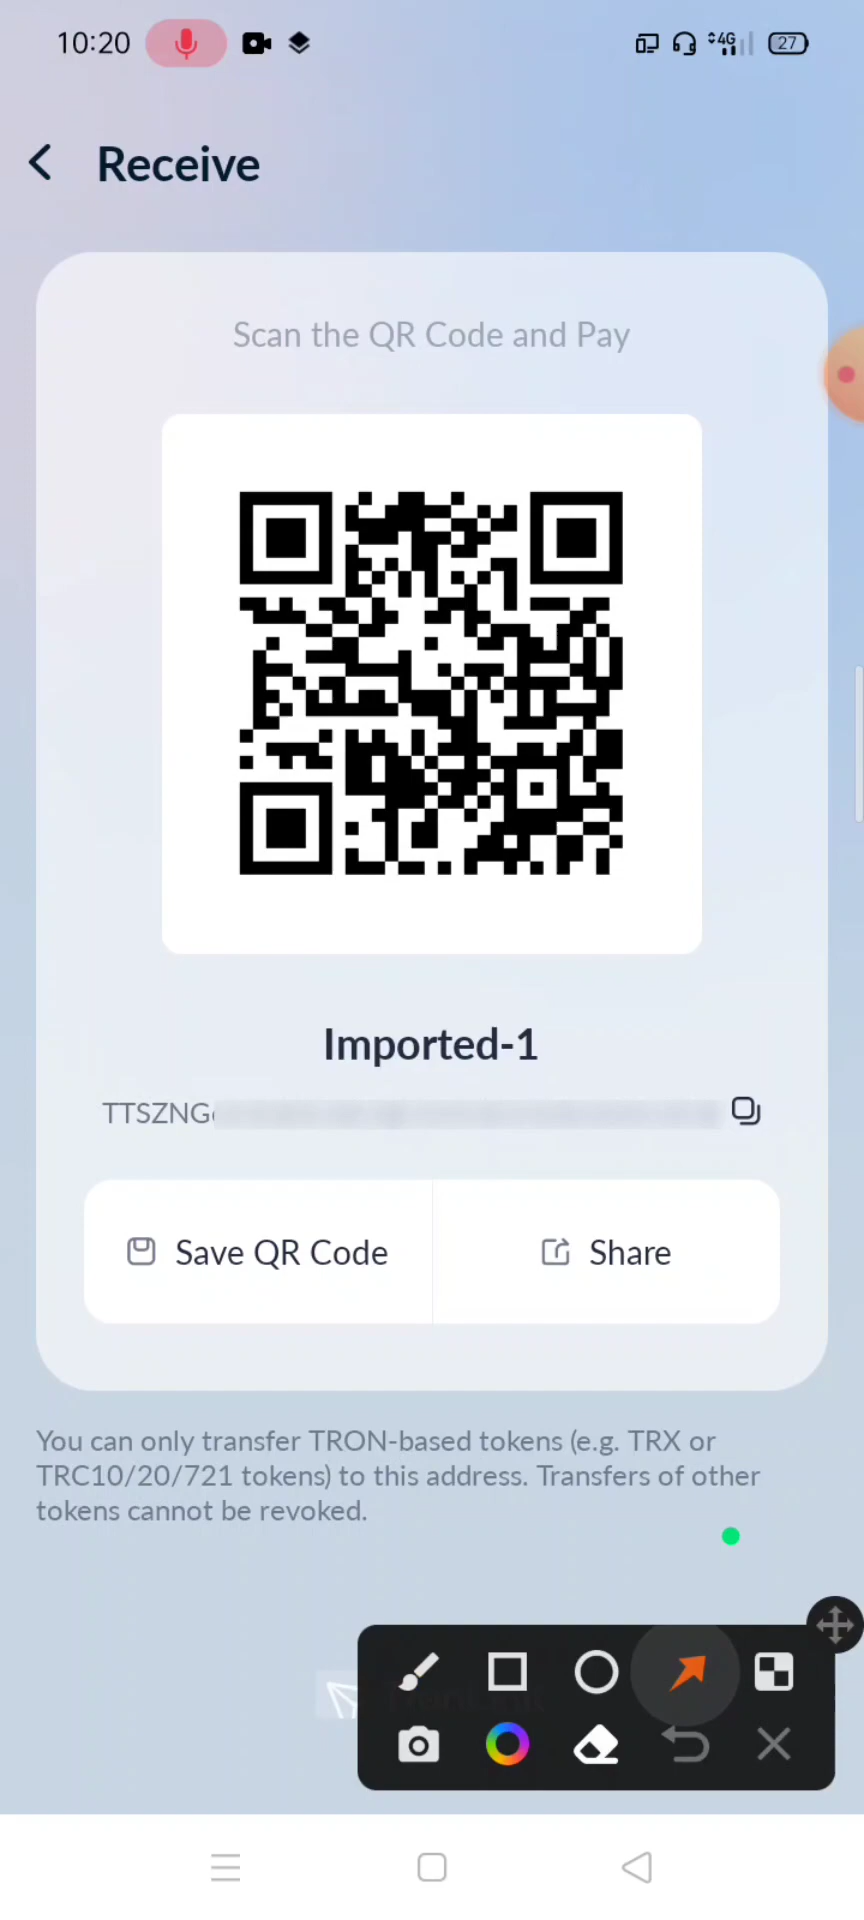 10:20
4G
27
Receive
Scan the QR Code and Pay
Imported-1
TTSZNG
Save QR Code
Share
You can only transfer TRON-based tokens (e.g. TRX or
TRC10/20/721 tokens) to this address. Transfers of other
tokens cannot be revoked.